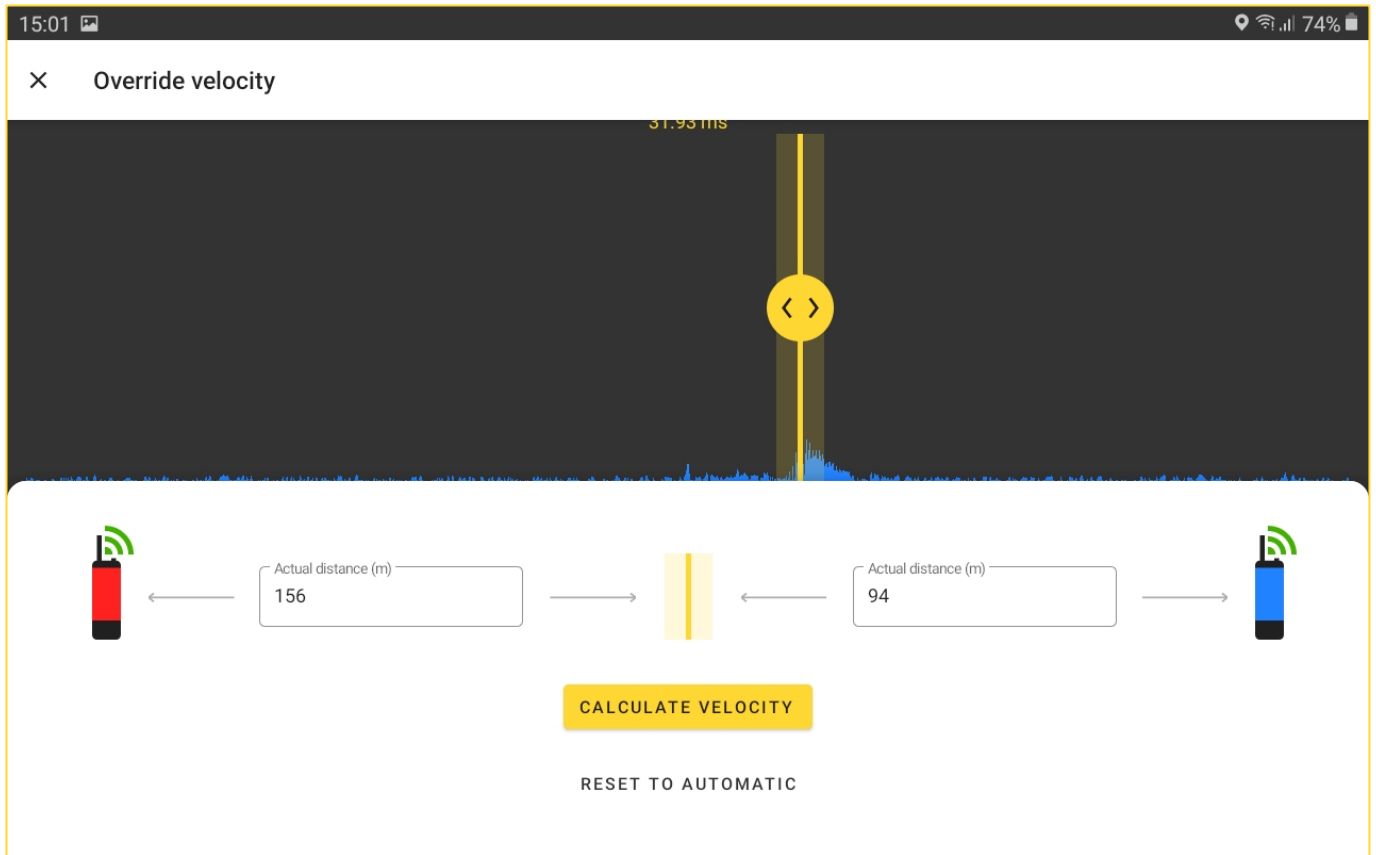 15:01 74%
Override velocity
31.93 ms
Actual distance (m) Actual distance (m)
156 94
CALCULATE VELOCITY
RESET TO AUTOMATIC